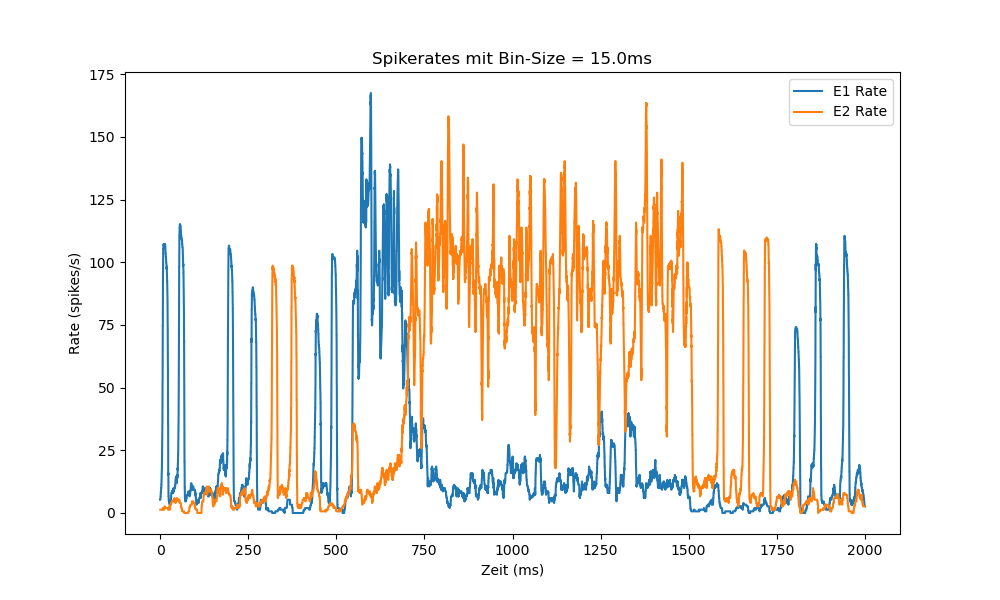 Spikerates mit Bin-Size = 15.0ms
175
150
125
100
75
50
25
0
Rate (spikes/s)
E1 Rate
E2 Rate
0 250 500 750 1000 1250 1500 1750 2000
Zeit (ms)